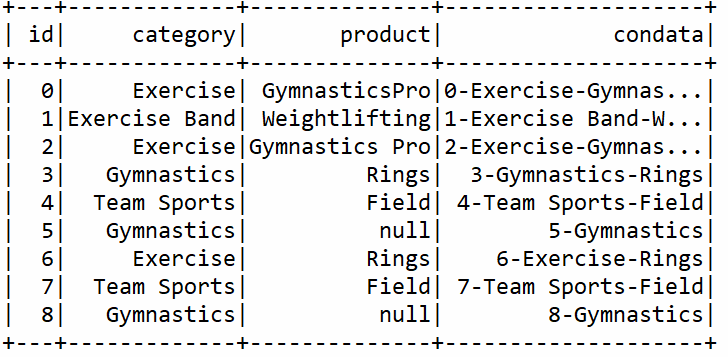 +---+-------------+--------------+--------------------+
| id|     category|       product|             condata|
+---+-------------+--------------+--------------------+
|  0|     Exercise| GymnasticsPro|0-Exercise-Gymnas...|
|  1|Exercise Band| Weightlifting|1-Exercise Band-W...|
|  2|     Exercise|Gymnastics Pro|2-Exercise-Gymnas...|
|  3|   Gymnastics|         Rings|  3-Gymnastics-Rings|
|  4|  Team Sports|         Field| 4-Team Sports-Field|
|  5|   Gymnastics|          null|        5-Gymnastics|
|  6|     Exercise|         Rings|    6-Exercise-Rings|
|  7|  Team Sports|         Field| 7-Team Sports-Field|
|  8|   Gymnastics|          null|        8-Gymnastics|
+---+-------------+--------------+--------------------+